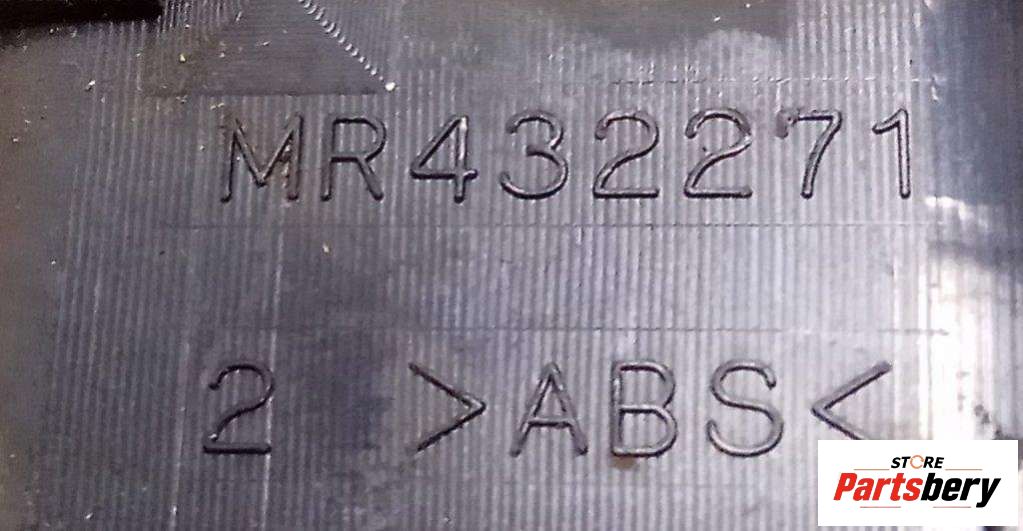 MR432271
2 >ABS<
STORE
Partsbery